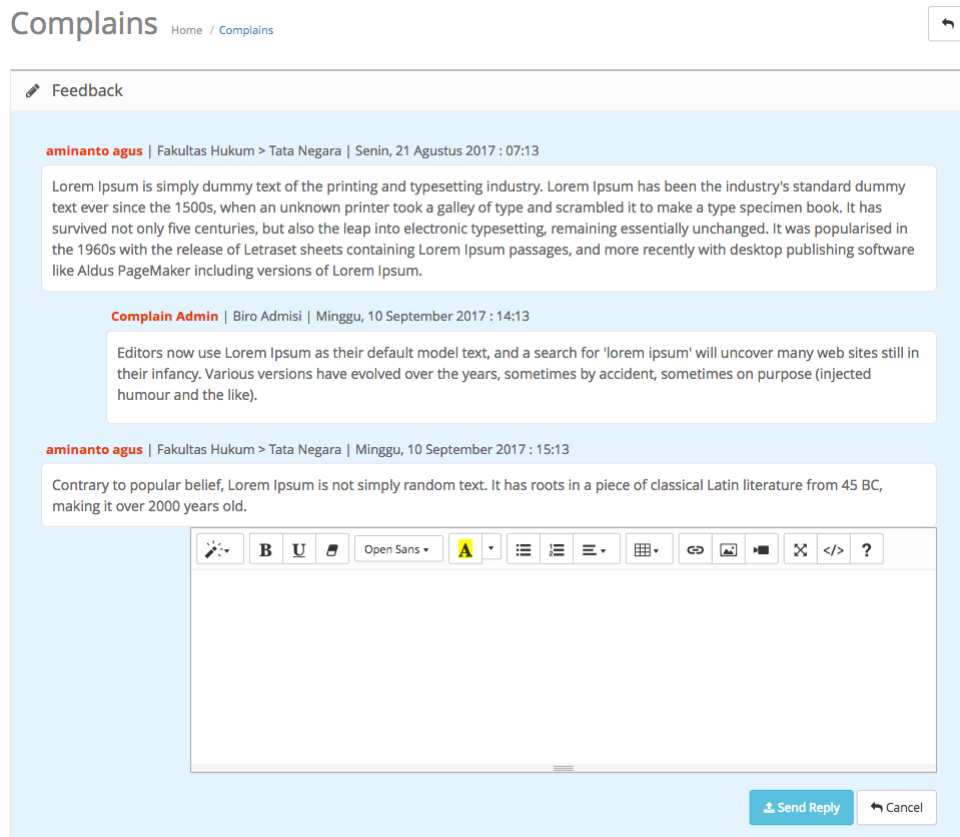 Complains Home / Complains
Feedback
aminanto agus | Fakultas Hukum > Tata Negara | Senin, 21 Agustus 2017 : 07:13
Lorem Ipsum is simply dummy text of the printing and typesetting industry. Lorem Ipsum has been the industry's standard dummy
text ever since the 1500s, when an unknown printer took a galley of type and scrambled it to make a type specimen book. It has
survived not only five centuries, but also the leap into electronic typesetting, remaining essentially unchanged. It was popularised in
the 1960s with the release of Letraset sheets containing Lorem Ipsum passages, and more recently with desktop publishing software
like Aldus PageMaker including versions of Lorem Ipsum.
Complain Admin | Biro Admisi | Minggu, 10 September 2017 : 14:13
Editors now use Lorem Ipsum as their default model text, and a search for 'lorem ipsum' will uncover many web sites still in
their infancy. Various versions have evolved over the years, sometimes by accident, sometimes on purpose (injected
humour and the like).
aminanto agus | Fakultas Hukum > Tata Negara | Minggu, 10 September 2017 : 15:13
Contrary to popular belief, Lorem Ipsum is not simply random text. It has roots in a piece of classical Latin literature from 45 BC,
making it over 2000 years old.
B U Open Sans A </> ?
Send Reply Cancel